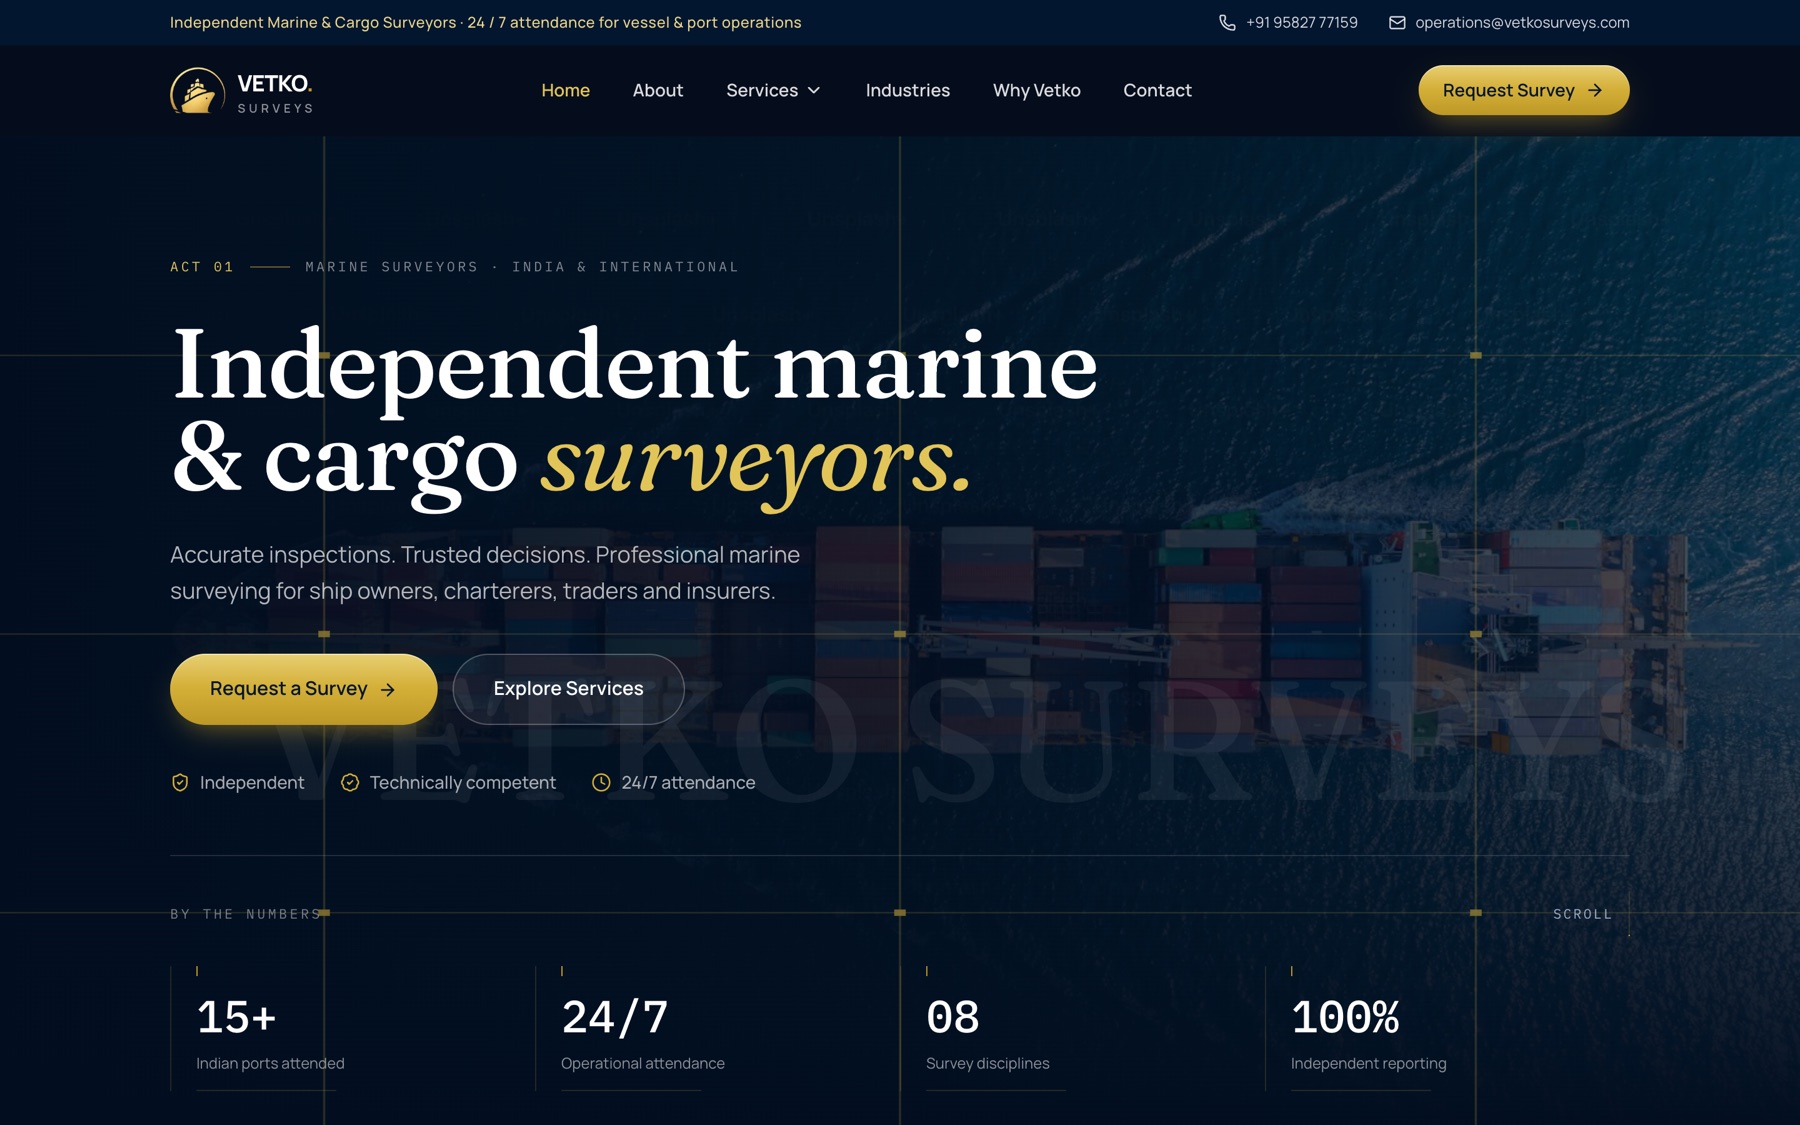 Independent Marine & Cargo Surveyors · 24 / 7 attendance for vessel & port operations
+91 95827 77159
operations@vetkosurveys.com
VETKO.
SURVEYS
Home
About
Services
Industries
Why Vetko
Contact
Request Survey →
ACT 01
MARINE SURVEYORS · INDIA & INTERNATIONAL
Independent marine
& cargo surveyors.
Accurate inspections. Trusted decisions. Professional marine
surveying for ship owners, charterers, traders and insurers.
Request a Survey →
Explore Services
VETKO SURVEYS
Independent
Technically competent
24/7 attendance
BY THE NUMBERS
SCROLL
15+
Indian ports attended
24/7
Operational attendance
08
Survey disciplines
100%
Independent reporting